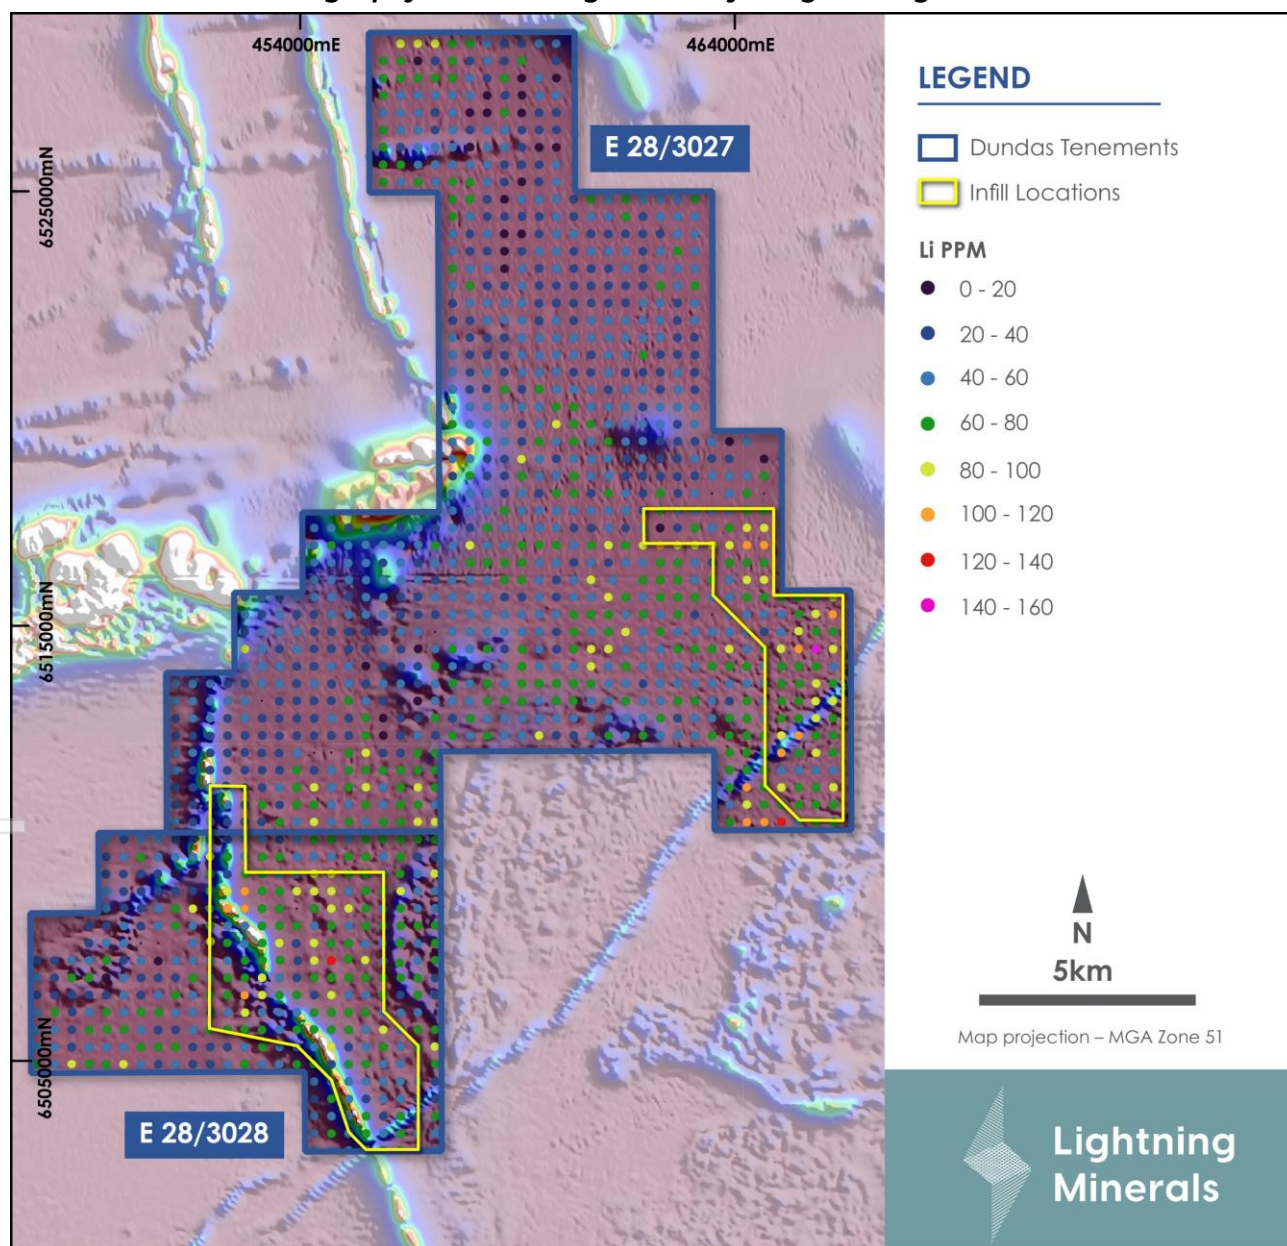 454000mE
464000mE
6525000mN
6515000mN
6505000mN
E 28/3027
E 28/3028
LEGEND
Dundas Tenements
Infill Locations
Li PPM
0 - 20
20 - 40
40 - 60
60 - 80
80 - 100
100 - 120
120 - 140
140 - 160
N
5km
Map projection – MGA Zone 51
Lightning
Minerals